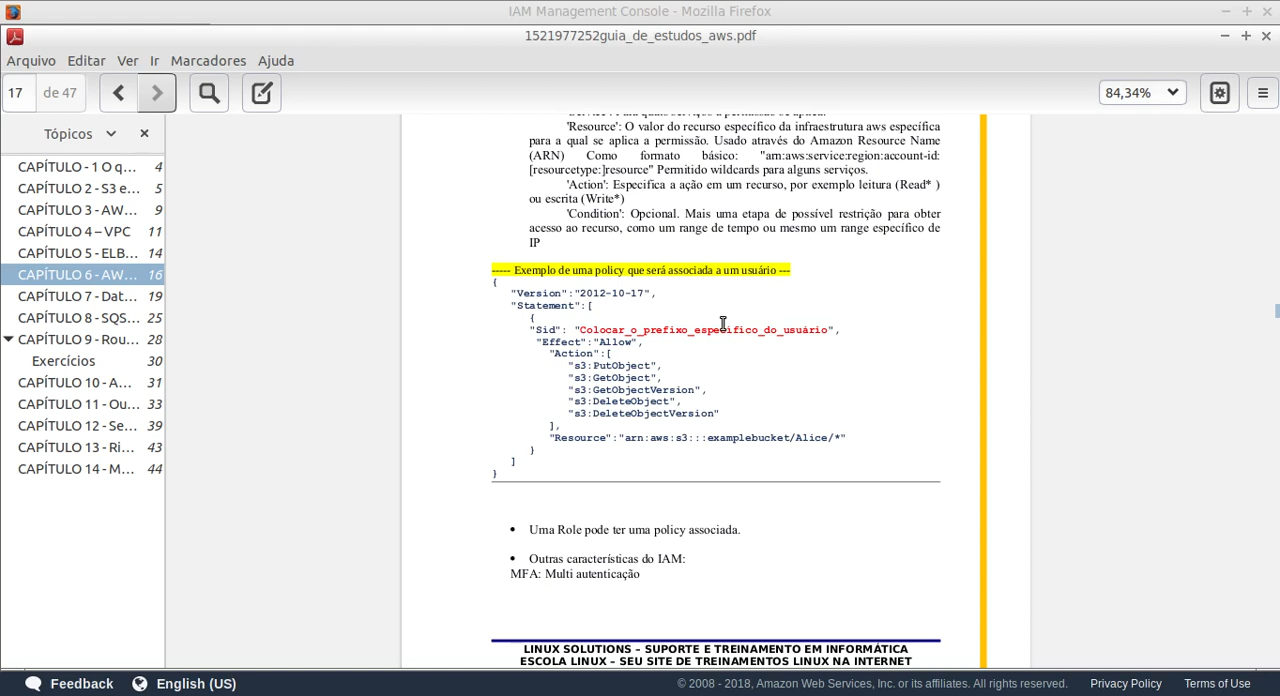 IAM Management Console - Mozilla Firefox
1521977252guia_de_estudos_aws.pdf
Arquivo Editar Ver Ir Marcadores Ajuda
17 de 47
84,34%
Tópicos
CAPÍTULO - 1 O q... 4
CAPÍTULO 2 - S3 e... 5
CAPÍTULO 3 - AW... 9
CAPÍTULO 4 – VPC 11
CAPÍTULO 5 - ELB... 14
CAPÍTULO 6 - AW... 16
CAPÍTULO 7 - Dat... 19
CAPÍTULO 8 - SQS... 25
CAPÍTULO 9 - Rou... 28
Exercícios 30
CAPÍTULO 10 - A... 31
CAPÍTULO 11 - Ou... 33
CAPÍTULO 12 - Se... 39
CAPÍTULO 13 - Ri... 43
CAPÍTULO 14 - M... 44
'Resource': O valor do recurso específico da infraestrutura aws específica
para a qual se aplica a permissão. Usado através do Amazon Resource Name
(ARN) Como formato básico: "arn:aws:service:region:account-id:
[resourcetype:]resource" Permitido wildcards para alguns serviços.
'Action': Especifica a ação em um recurso, por exemplo leitura (Read* )
ou escrita (Write*)
'Condition': Opcional. Mais uma etapa de possível restrição para obter
acesso ao recurso, como um range de tempo ou mesmo um range específico de
IP
----- Exemplo de uma policy que será associada a um usuário ---
{
"Version":"2012-10-17",
"Statement":[
{
"Sid": "Colocar_o_prefixo_especifico_do_usuário",
"Effect":"Allow",
"Action":[
"s3:PutObject",
"s3:GetObject",
"s3:GetObjectVersion",
"s3:DeleteObject",
"s3:DeleteObjectVersion"
],
"Resource":"arn:aws:s3:::examplebucket/Alice/*"
}
]
}
• Uma Role pode ter uma policy associada.
• Outras características do IAM:
MFA: Multi autenticação
LINUX SOLUTIONS – SUPORTE E TREINAMENTO EM INFORMÁTICA
ESCOLA LINUX – SEU SITE DE TREINAMENTOS LINUX NA INTERNET
Feedback English (US) © 2008 - 2018, Amazon Web Services, Inc. or its affiliates. All rights reserved. Privacy Policy Terms of Use